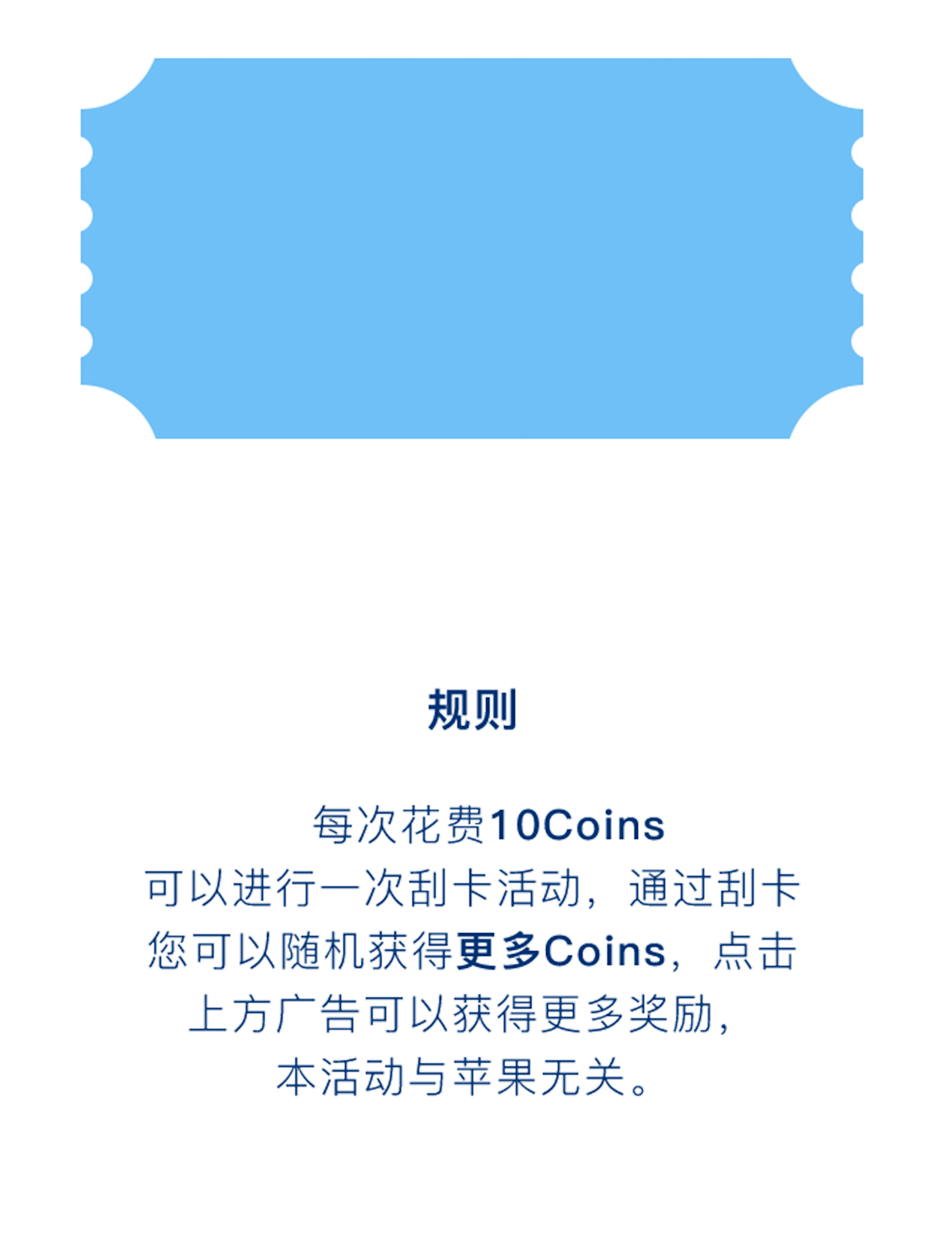 规则
每次花费10Coins
可以进行一次刮卡活动，通过刮卡
您可以随机获得更多Coins，点击
上方广告可以获得更多奖励，
本活动与苹果无关。